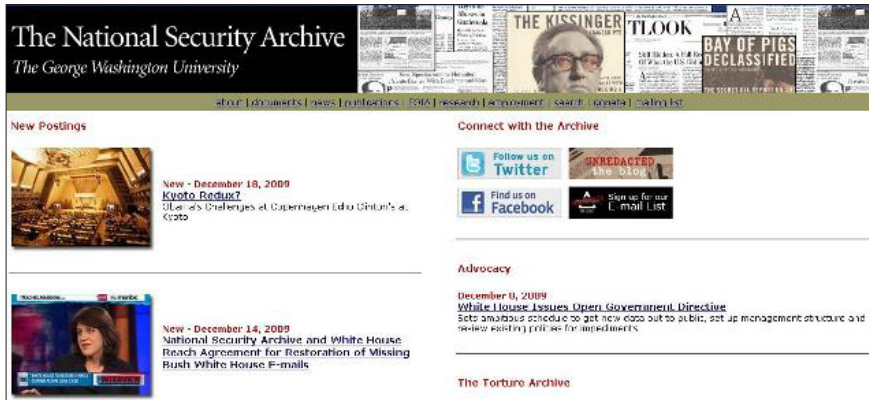 The National Security Archive
The George Washington University
THE KISSINGER
TLOOK
A
BAY OF PIGS
DECLASSIFIED
about | documents | news | publications | FOIA | research | employment | search | donate | mailing list
New Postings
New - December 18, 2009
Kyoto Redux?
Obama's Challenges at Copenhagen Echo Clinton's at
Kyoto
New - December 14, 2009
National Security Archive and White House
Reach Agreement for Restoration of Missing
Bush White House E-mails
INTERVIEW
Connect with the Archive
Follow us on
Twitter
UNREDACTED
the blog
Find us on
Facebook
Sign up for our
E-mail List
Advocacy
December 8, 2009
White House Issues Open Government Directive
Sets ambitious schedule to get new data out to public, set up management structure and
review existing policies for impediments
The Torture Archive